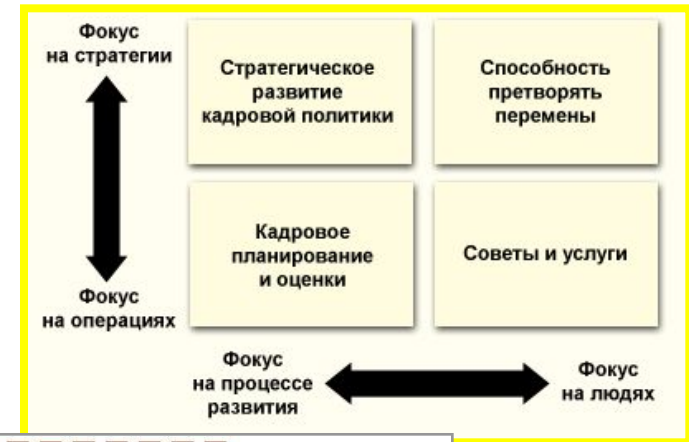 Фокус
на стратегии
Стратегическое
развитие
кадровой политики
Способность
претворять
перемены
Кадровое
планирование
и оценки
Советы и услуги
Фокус
на операциях
Фокус
на процессе
развития
Фокус
на людях